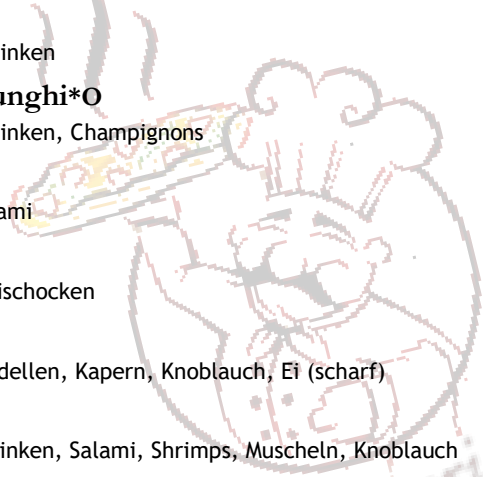 inken
unghi*O
inken, Champignons
ami
ischocken
dellen, Kapern, Knoblauch, Ei (scharf)
inken, Salami, Shrimps, Muscheln, Knoblauch